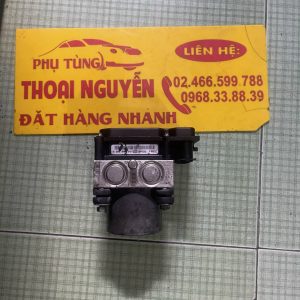 PHỤ TÙNG
THOẠI NGUYỄN
ĐẶT HÀNG NHANH
LIÊN HỆ:
02.466.599.788
0968.33.88.39